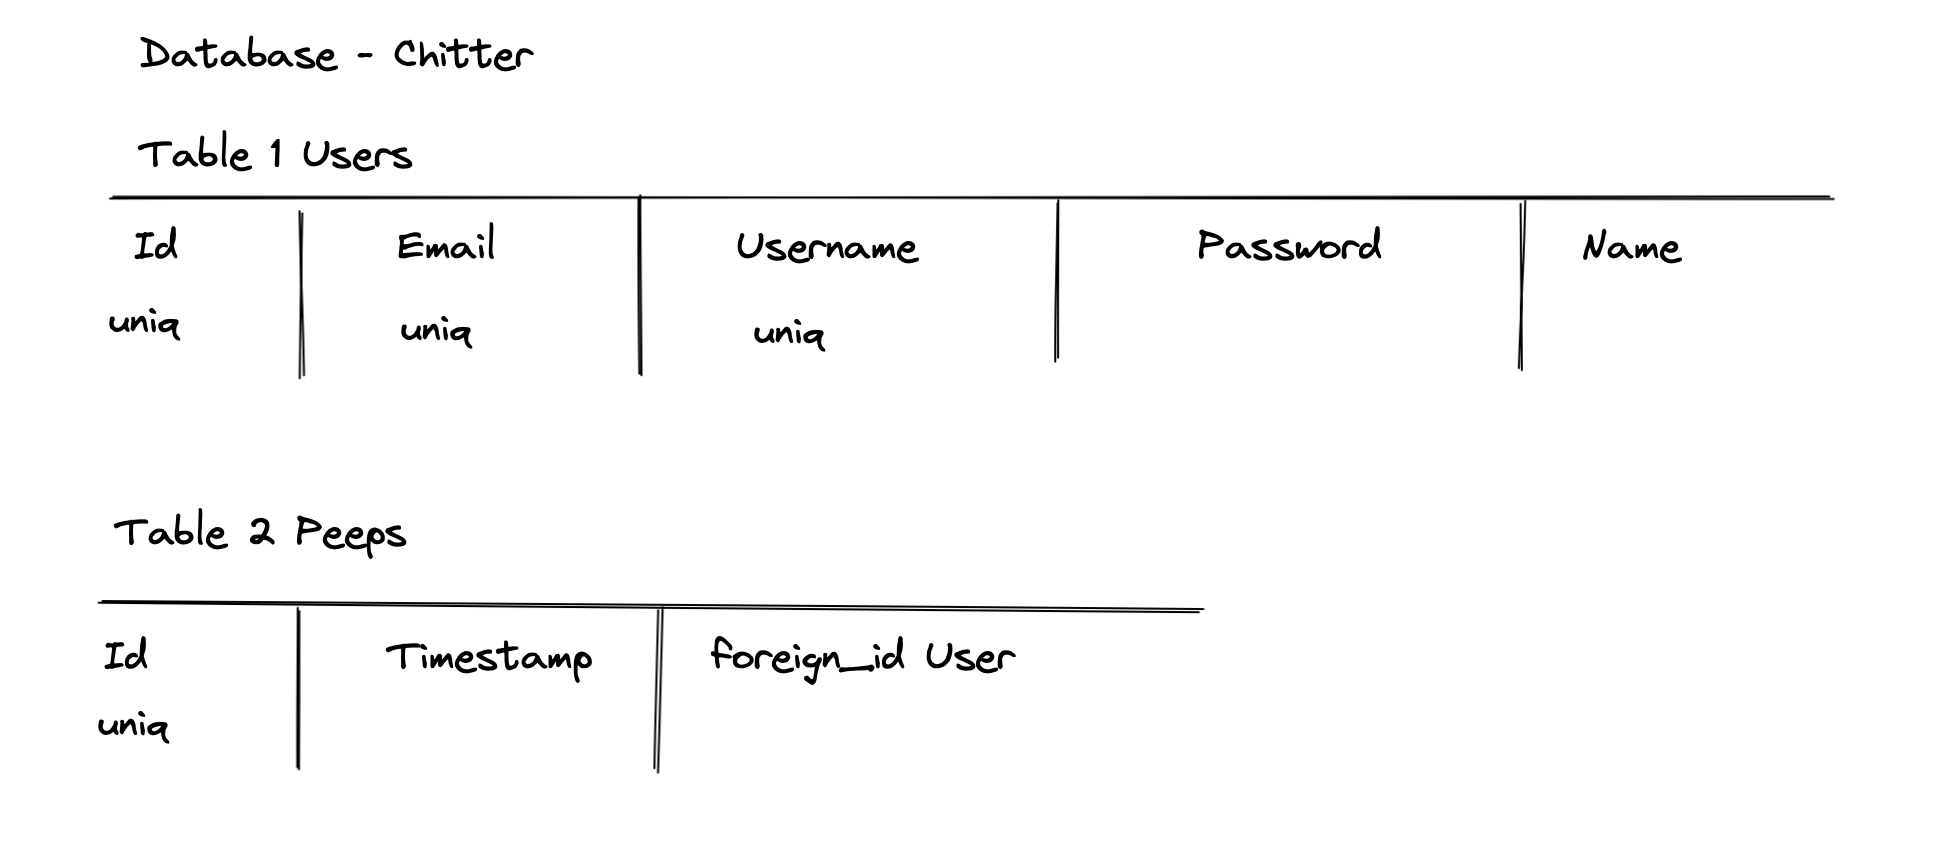 Database - Chitter
Table 1 Users
Id Email Username Password Name
uniq uniq uniq
Table 2 Peeps
Id Timestamp foreign_id User
uniq